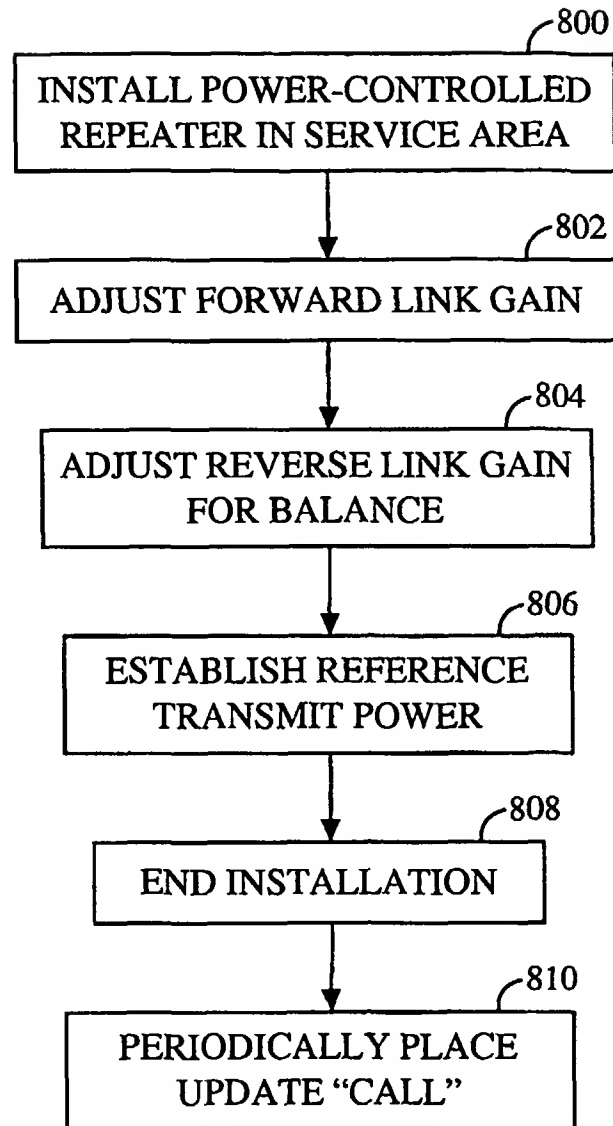 800
INSTALL POWER-CONTROLLED
REPEATER IN SERVICE AREA
802
ADJUST FORWARD LINK GAIN
804
ADJUST REVERSE LINK GAIN
FOR BALANCE
806
ESTABLISH REFERENCE
TRANSMIT POWER
808
END INSTALLATION
810
PERIODICALLY PLACE
UPDATE “CALL”